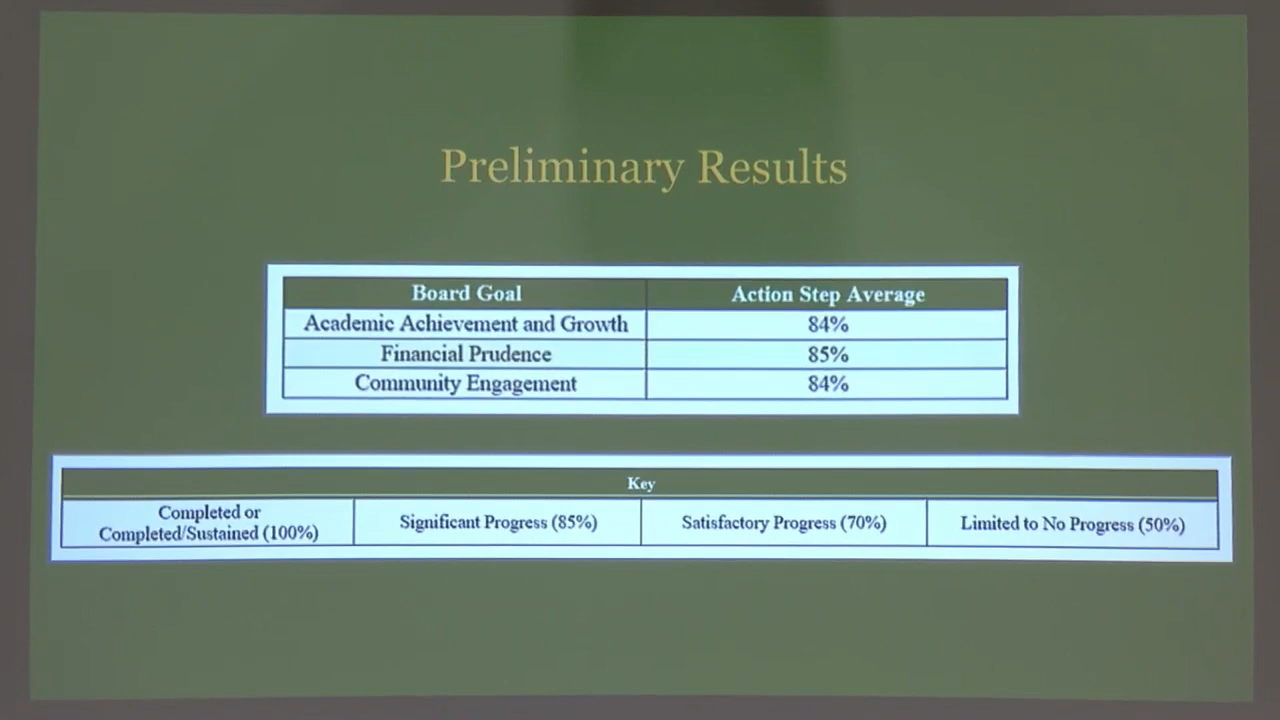 Preliminary Results
Board Goal Action Step Average
Academic Achievement and Growth 84%
Financial Prudence 85%
Community Engagement 84%
Key
Completed or
Completed/Sustained (100%) Significant Progress (85%) Satisfactory Progress (70%) Limited to No Progress (50%)